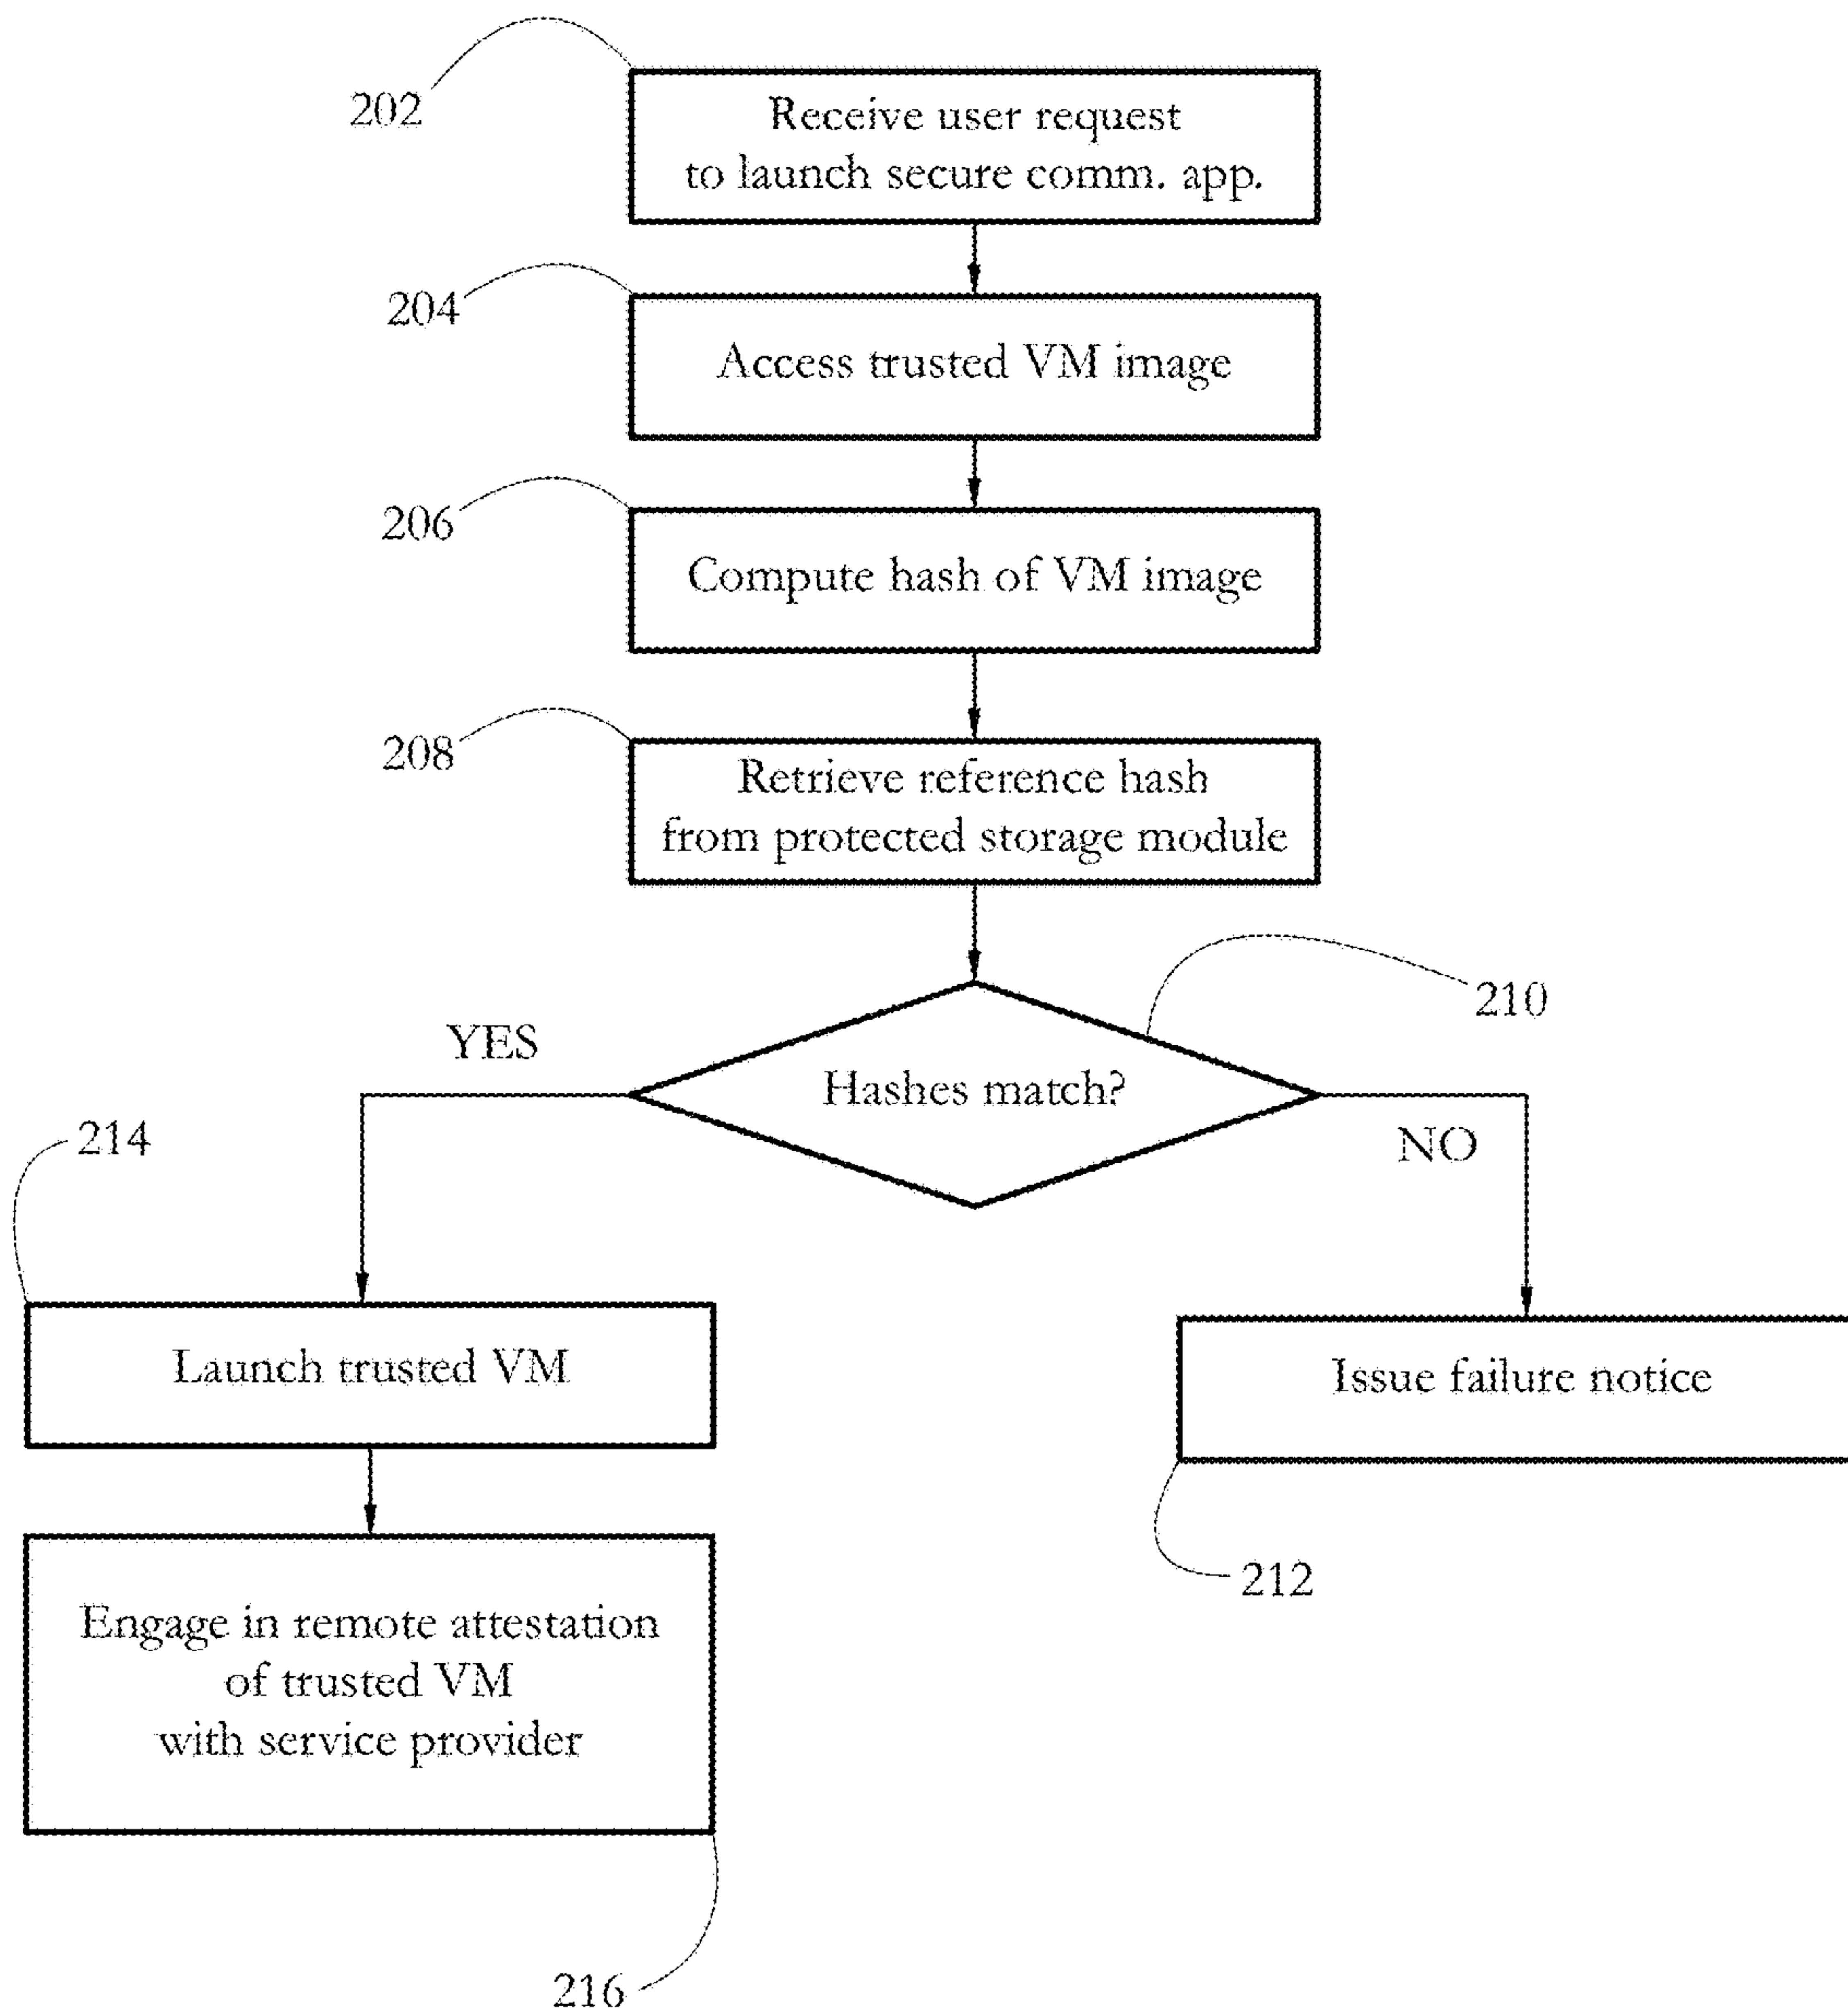 202
Receive user request
to launch secure comm. app.
204
Access trusted VM image
206
Compute hash of VM image
208
Retrieve reference hash
from protected storage module
210
Hashes match?
YES
NO
214
Launch trusted VM
Issue failure notice
212
Engage in remote attestation
of trusted VM
with service provider
216